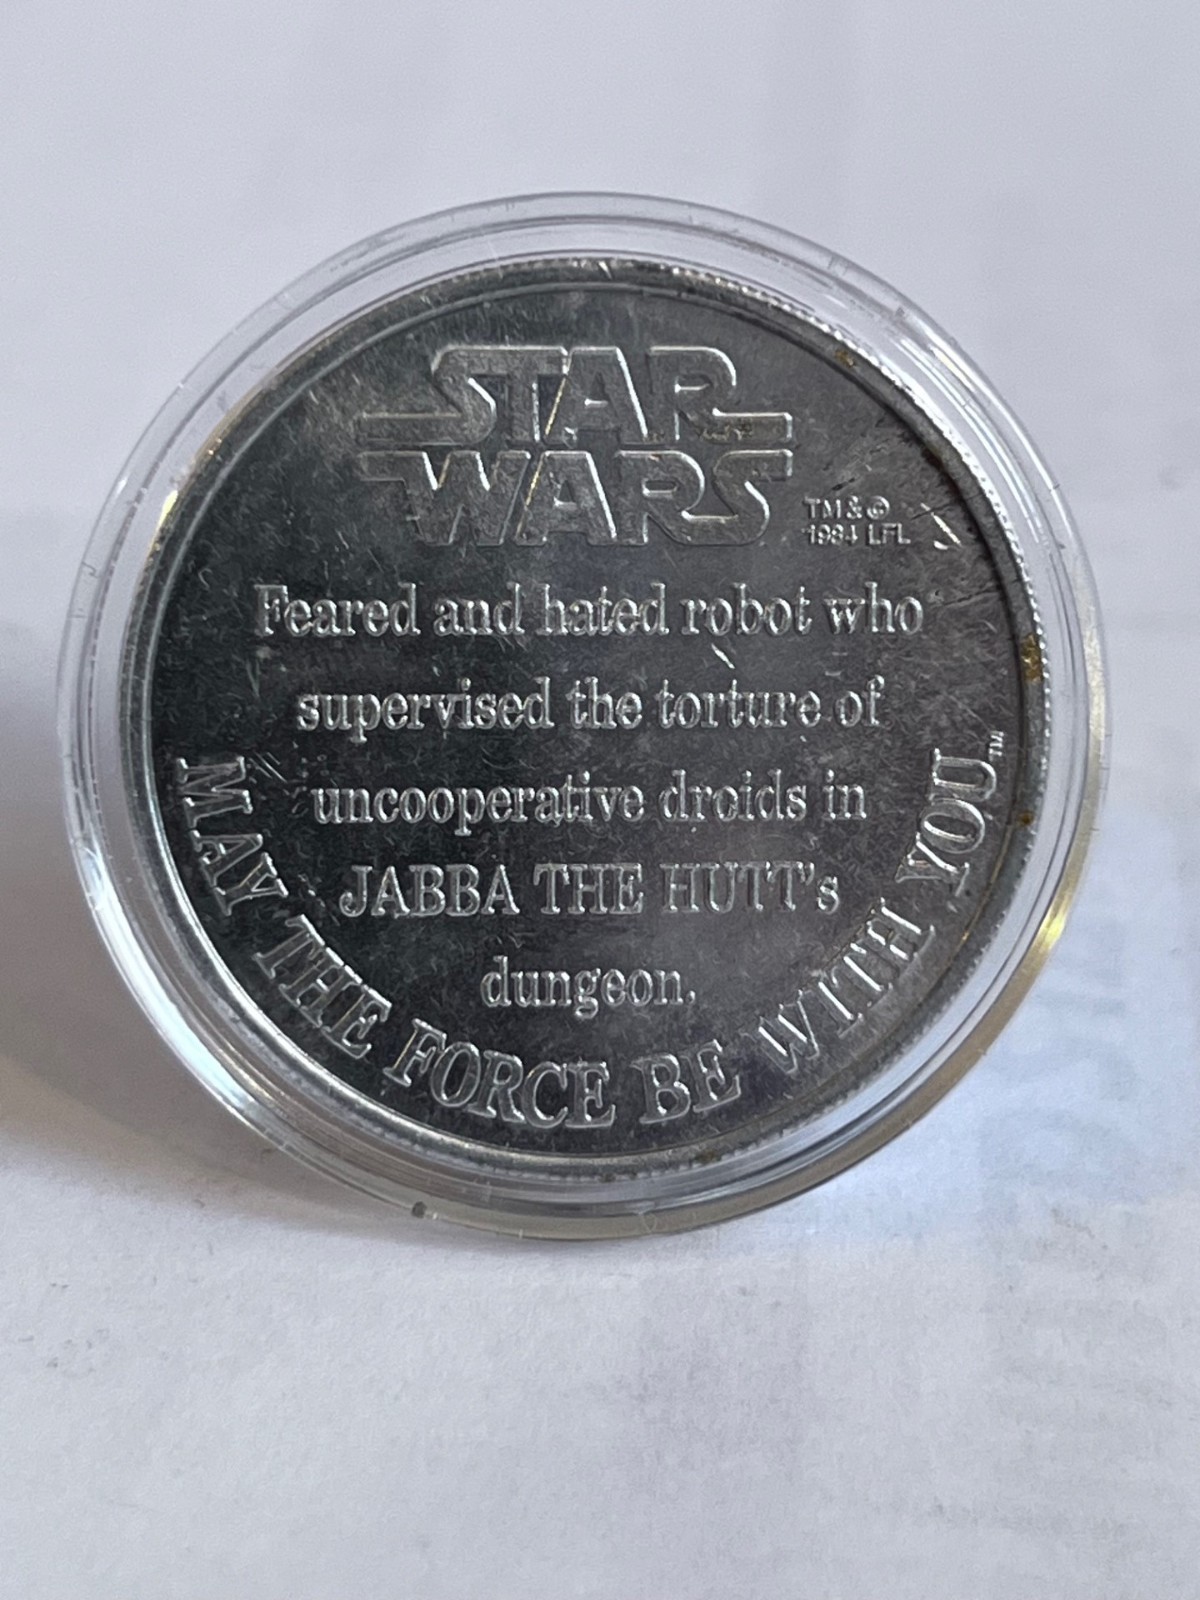 STAR
WARS
TM & ©
1984 LFL
Feared and hated robot who
supervised the torture of
uncooperative droids in
JABBA THE HUTT's
dungeon.
MAY THE FORCE BE WITH YOU™